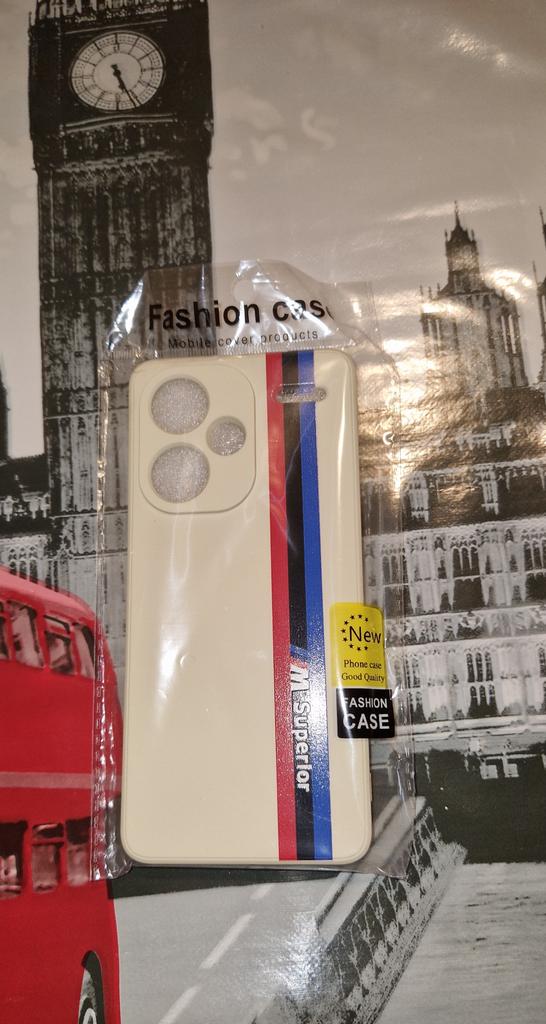 Fashion case
Mobile cover products
New
Phone case
Good Quality
FASHION
CASE
M Superior